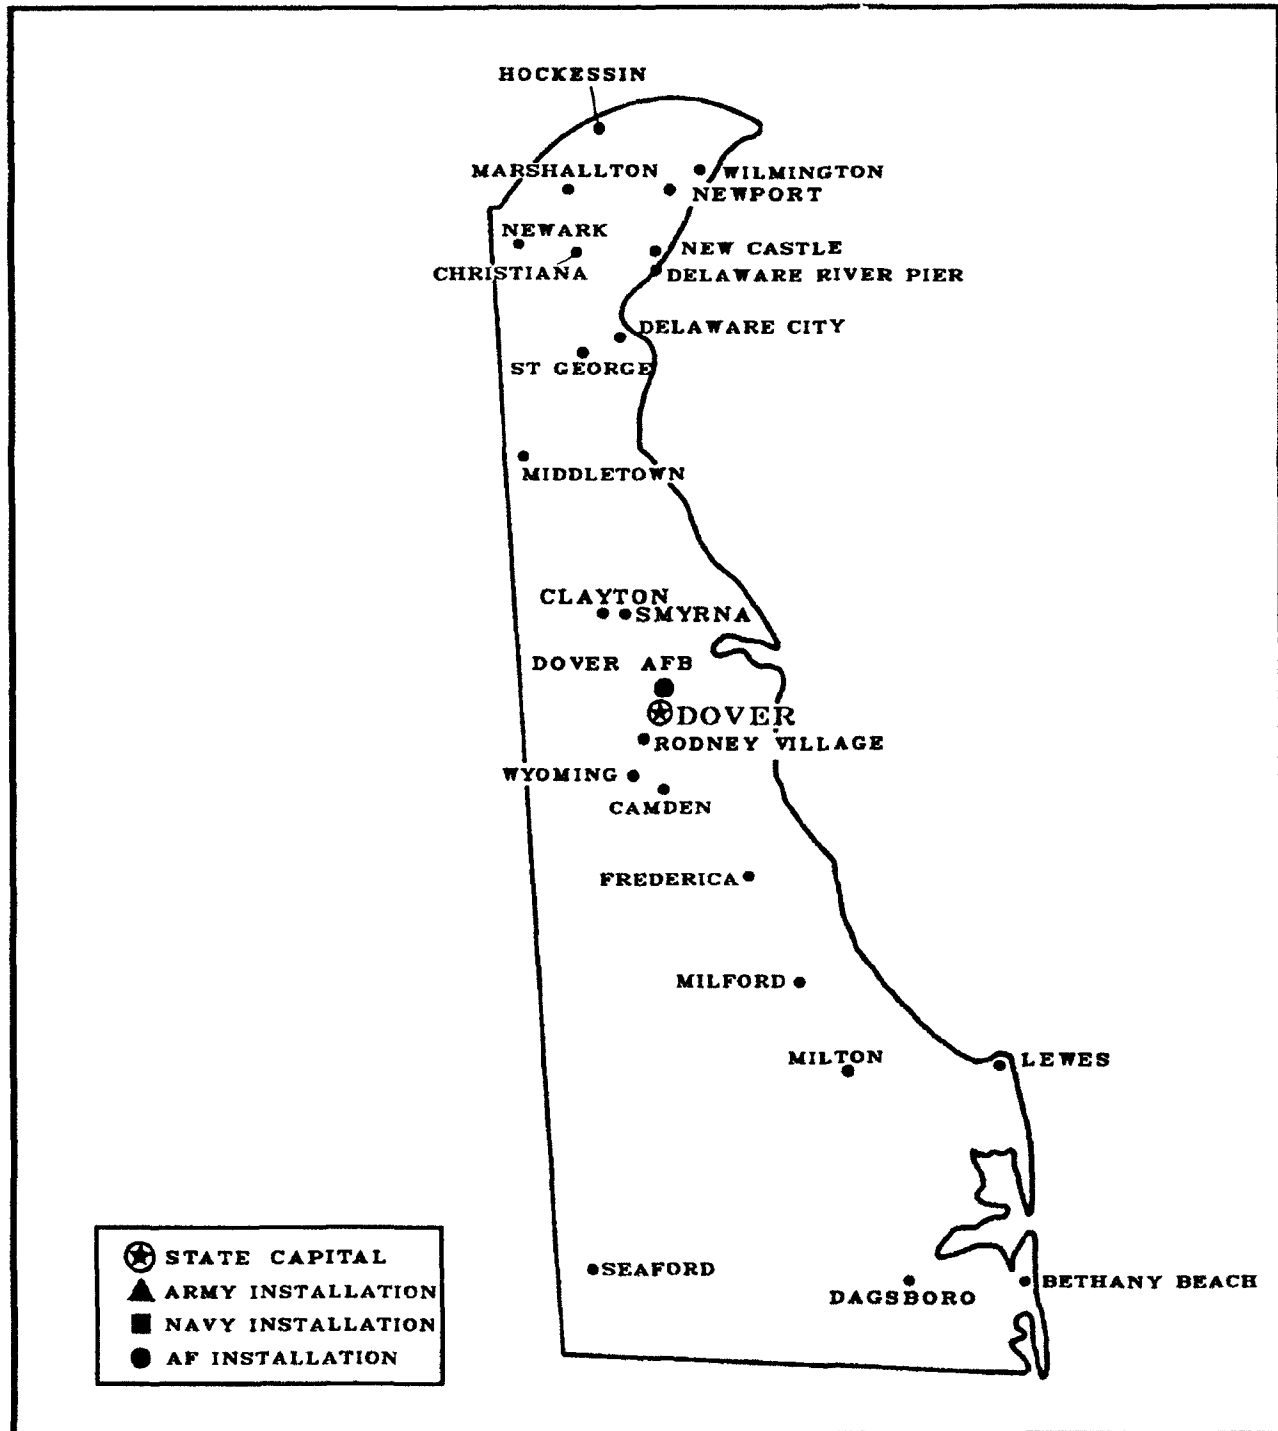 HOCKESSIN
MARSHALLTON
WILMINGTON
NEWPORT
NEWARK
NEW CASTLE
CHRISTIANA
DELAWARE RIVER PIER
DELAWARE CITY
ST GEORGE
MIDDLETOWN
CLAYTON
SMYRNA
DOVER AFB
DOVER
RODNEY VILLAGE
WYOMING
CAMDEN
FREDERICA
MILFORD
MILTON
LEWES
SEAFORD
DAGSBORO
BETHANY BEACH
STATE CAPITAL
ARMY INSTALLATION
NAVY INSTALLATION
AF INSTALLATION